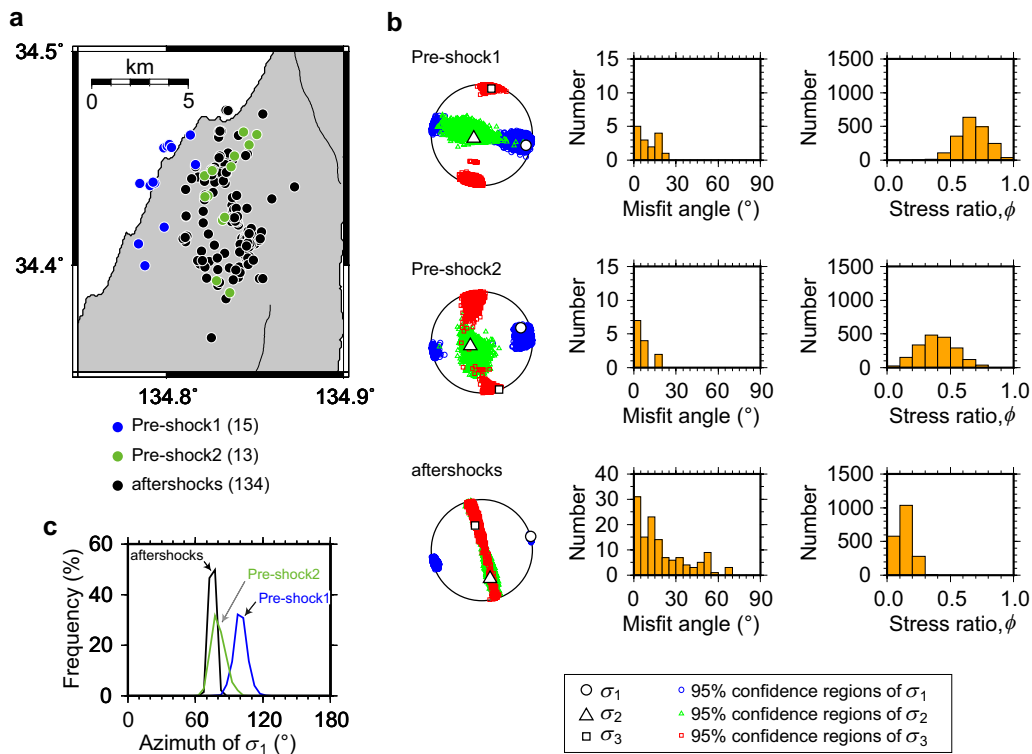 a
34.5°
km
0 5
34.4°
134.8° 134.9°
Pre-shock1 (15)
Pre-shock2 (13)
aftershocks (134)
b
Pre-shock1
Number
15
10
5
0
0 30 60 90
Misfit angle (°)
Number
1500
1000
500
0
0.0 0.5 1.0
Stress ratio,ϕ
Pre-shock2
Number
15
10
5
0
0 30 60 90
Misfit angle (°)
Number
1500
1000
500
0
0.0 0.5 1.0
Stress ratio,ϕ
aftershocks
Number
40
30
20
10
0
0 30 60 90
Misfit angle (°)
Number
1500
1000
500
0
0.0 0.5 1.0
Stress ratio,ϕ
c
Frequency (%)
60
40
20
0
aftershocks
Pre-shock2
Pre-shock1
0 60 120 180
Azimuth of σ1 (°)
σ1 95% confidence regions of σ1
σ2 95% confidence regions of σ2
σ3 95% confidence regions of σ3